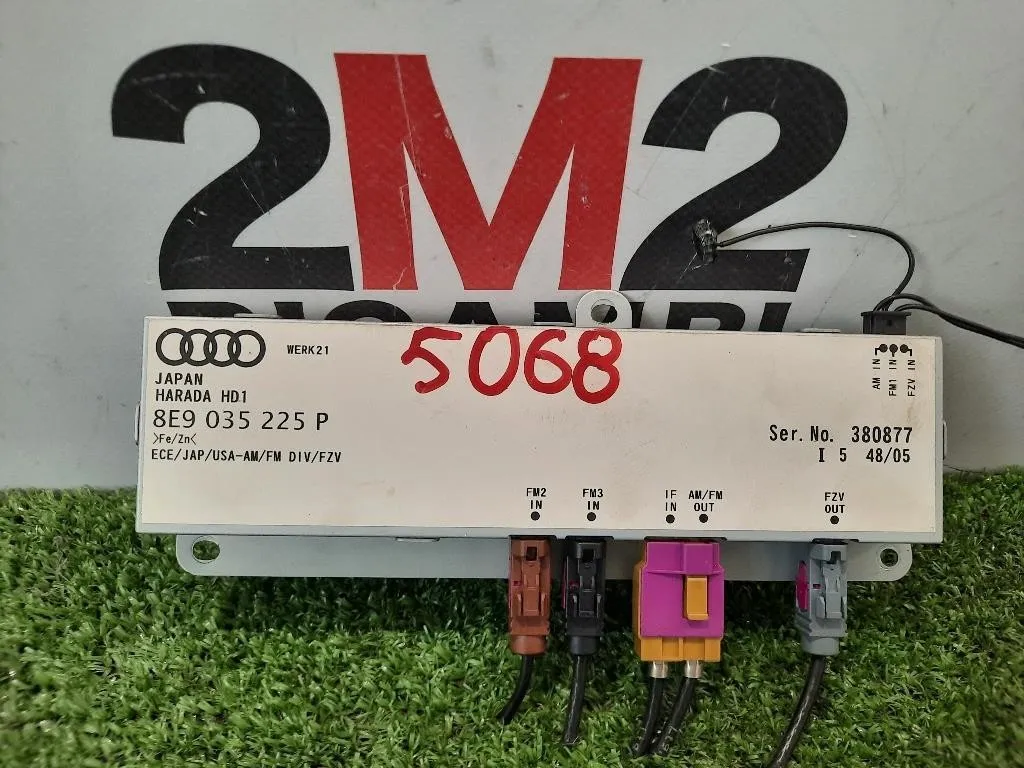 2M2
RICAMBI
WERK21
5068
JAPAN
HARADA HD1
8E9 035 225 P
>Fe/Zn<
ECE/JAP/USA-AM/FM DIV/FZV
AM IN
FM1 IN
FZV IN
Ser. No. 380877
I 5 48/05
FM2 IN
FM3 IN
IF IN
AM/FM OUT
FZV OUT